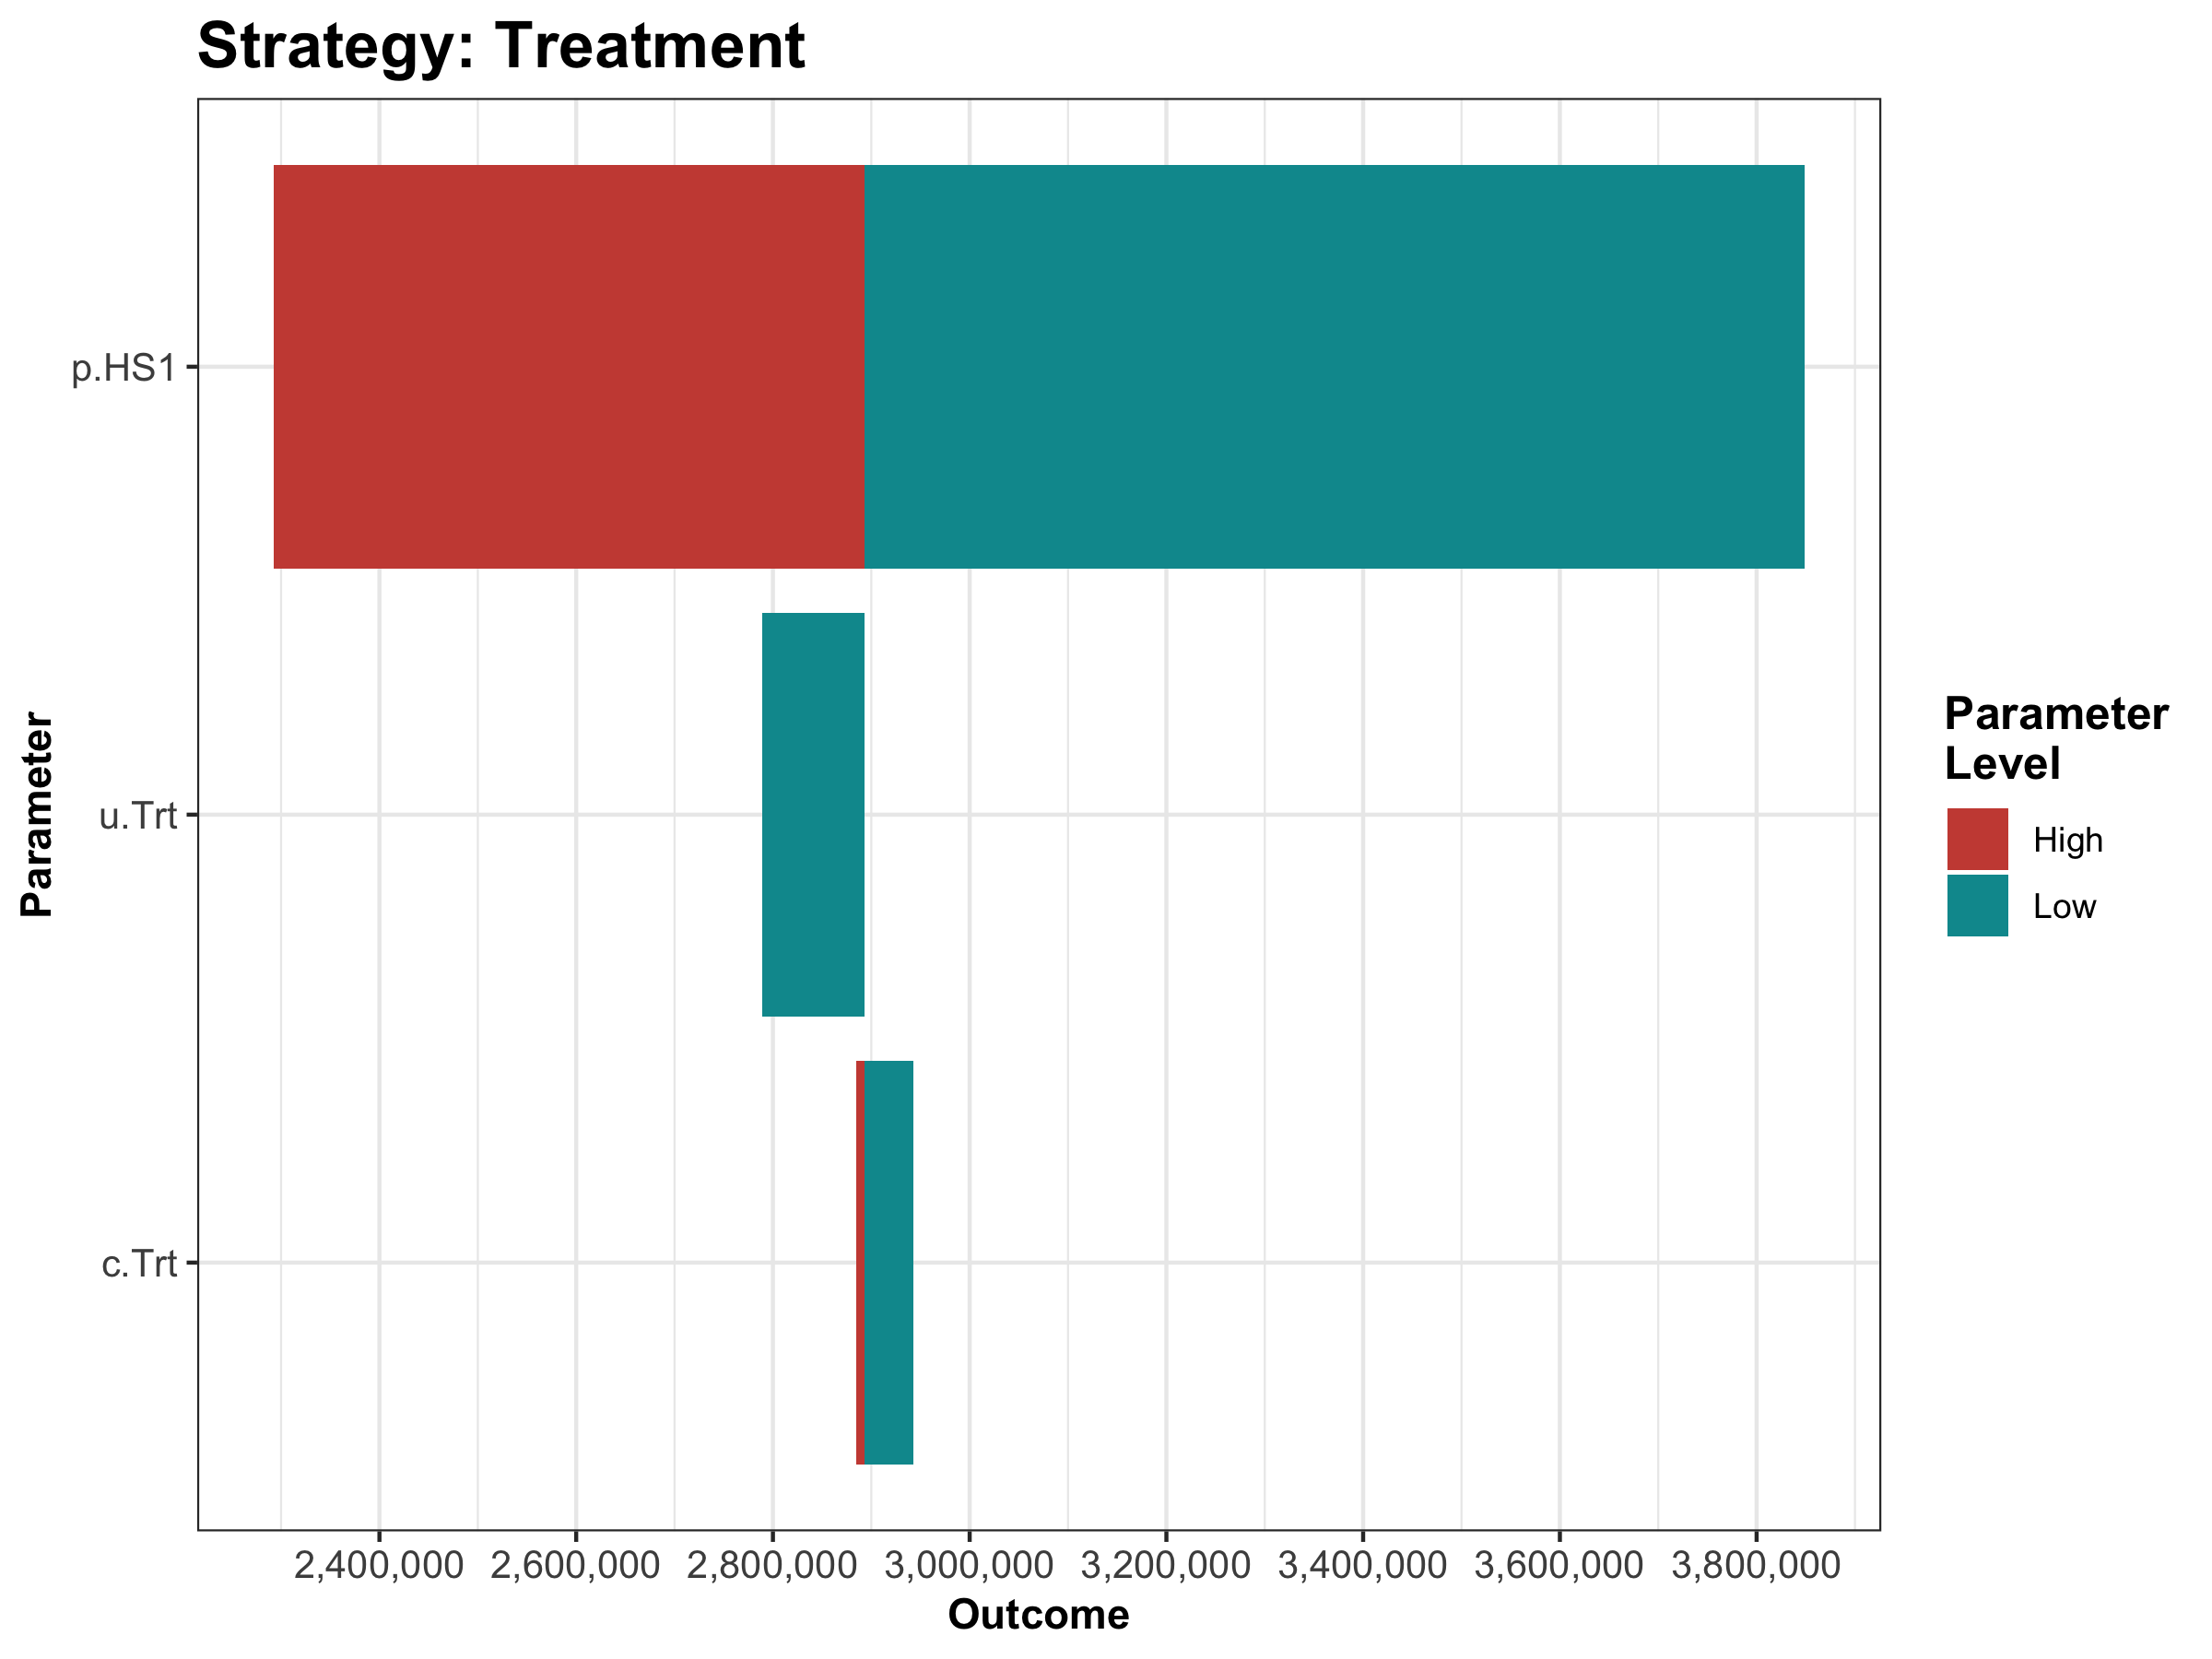 Strategy: Treatment
p.HS1
u.Trt
c.Trt
Parameter
2,400,000 2,600,000 2,800,000 3,000,000 3,200,000 3,400,000 3,600,000 3,800,000
Outcome
Parameter
Level
High
Low